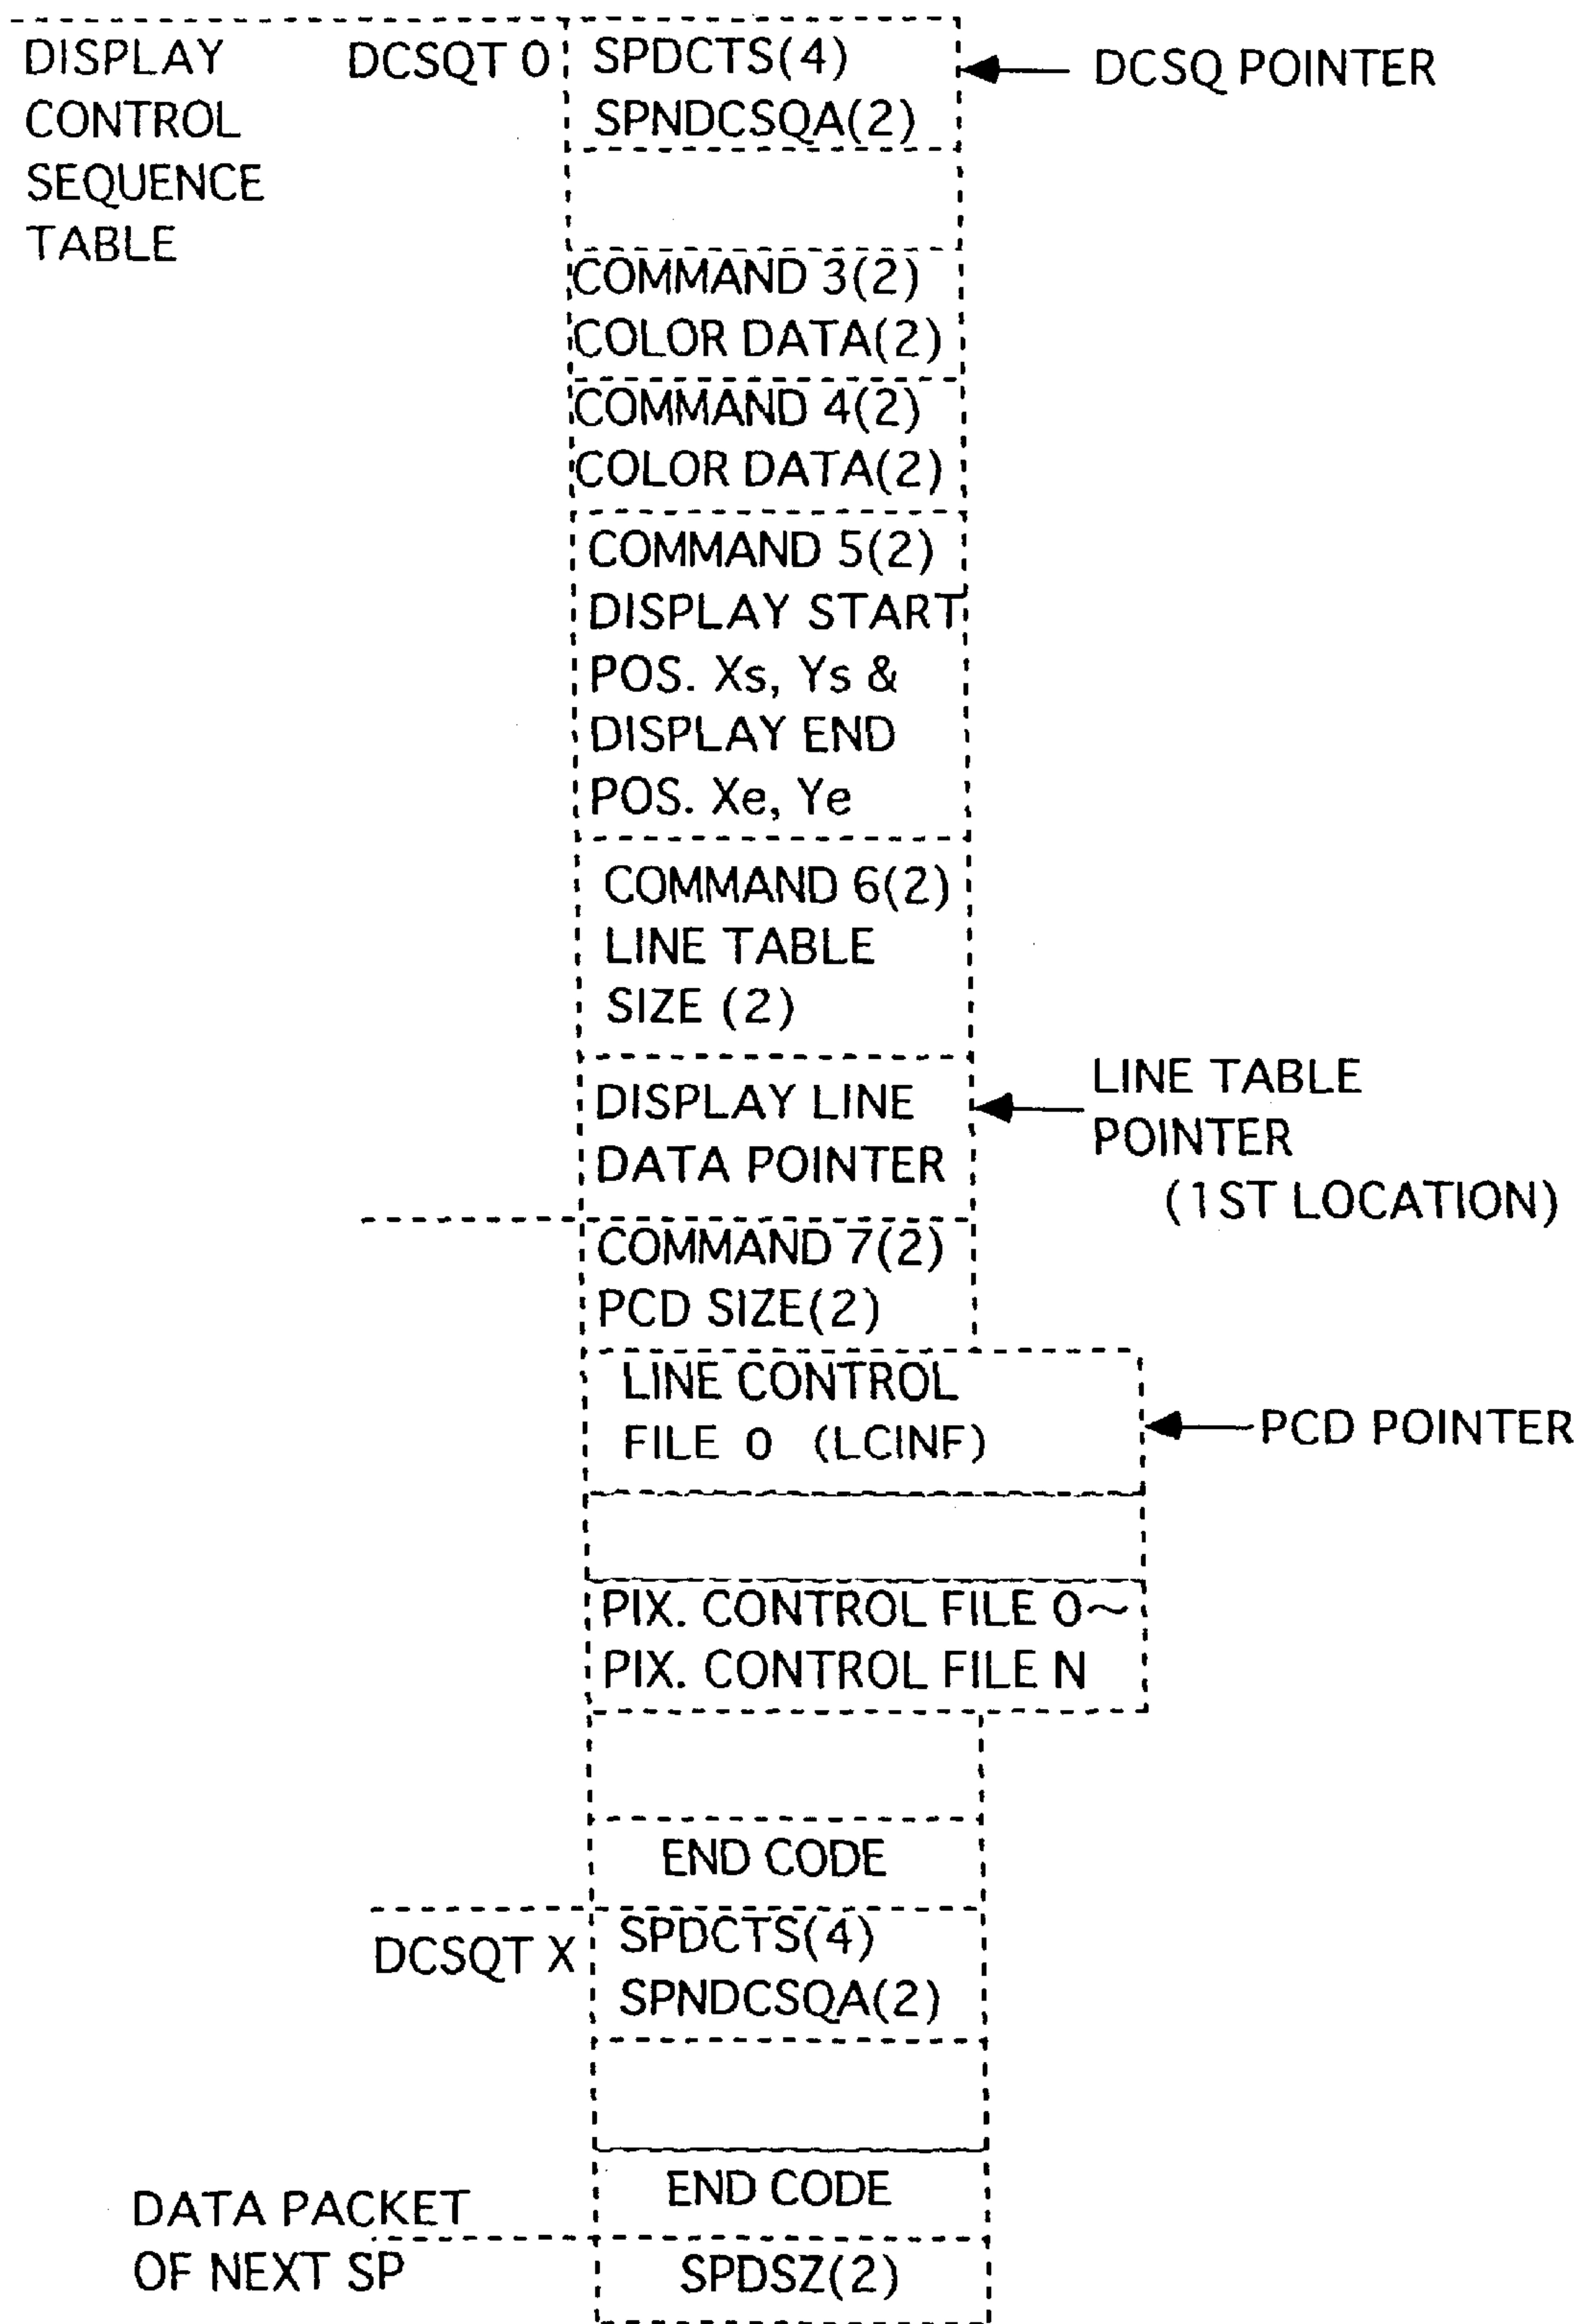 DISPLAY
CONTROL
SEQUENCE
TABLE
DCSQT 0
SPDCTS(4)
SPNDCSQA(2)
DCSQ POINTER
COMMAND 3(2)
COLOR DATA(2)
COMMAND 4(2)
COLOR DATA(2)
COMMAND 5(2)
DISPLAY START
POS. Xs, Ys &
DISPLAY END
POS. Xe, Ye
COMMAND 6(2)
LINE TABLE
SIZE (2)
DISPLAY LINE
DATA POINTER
LINE TABLE
POINTER
(1ST LOCATION)
COMMAND 7(2)
PCD SIZE(2)
LINE CONTROL
FILE 0 (LCINF)
PCD POINTER
PIX. CONTROL FILE 0~
PIX. CONTROL FILE N
END CODE
DCSQT X
SPDCTS(4)
SPNDCSQA(2)
END CODE
DATA PACKET
OF NEXT SP
SPDSZ(2)